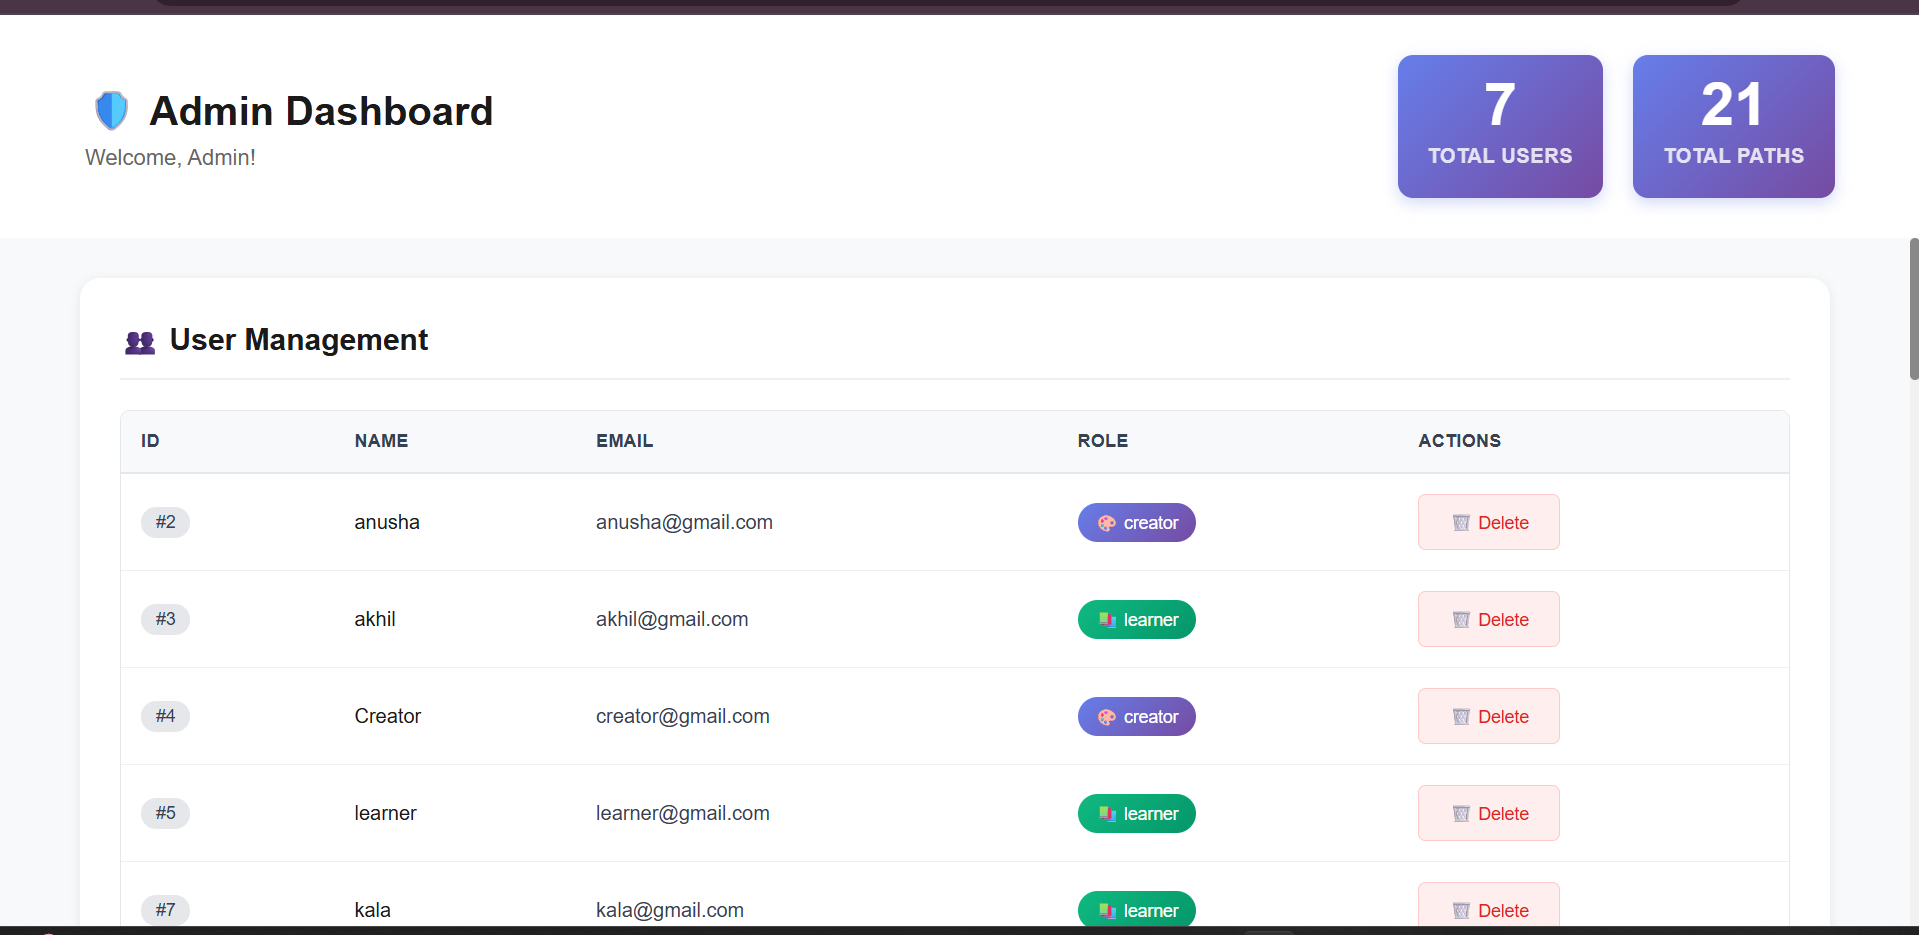 Admin Dashboard
Welcome, Admin!
7
TOTAL USERS
21
TOTAL PATHS
User Management
ID NAME EMAIL ROLE ACTIONS
#2 anusha anusha@gmail.com creator Delete
#3 akhil akhil@gmail.com learner Delete
#4 Creator creator@gmail.com creator Delete
#5 learner learner@gmail.com learner Delete
#7 kala kala@gmail.com learner Delete